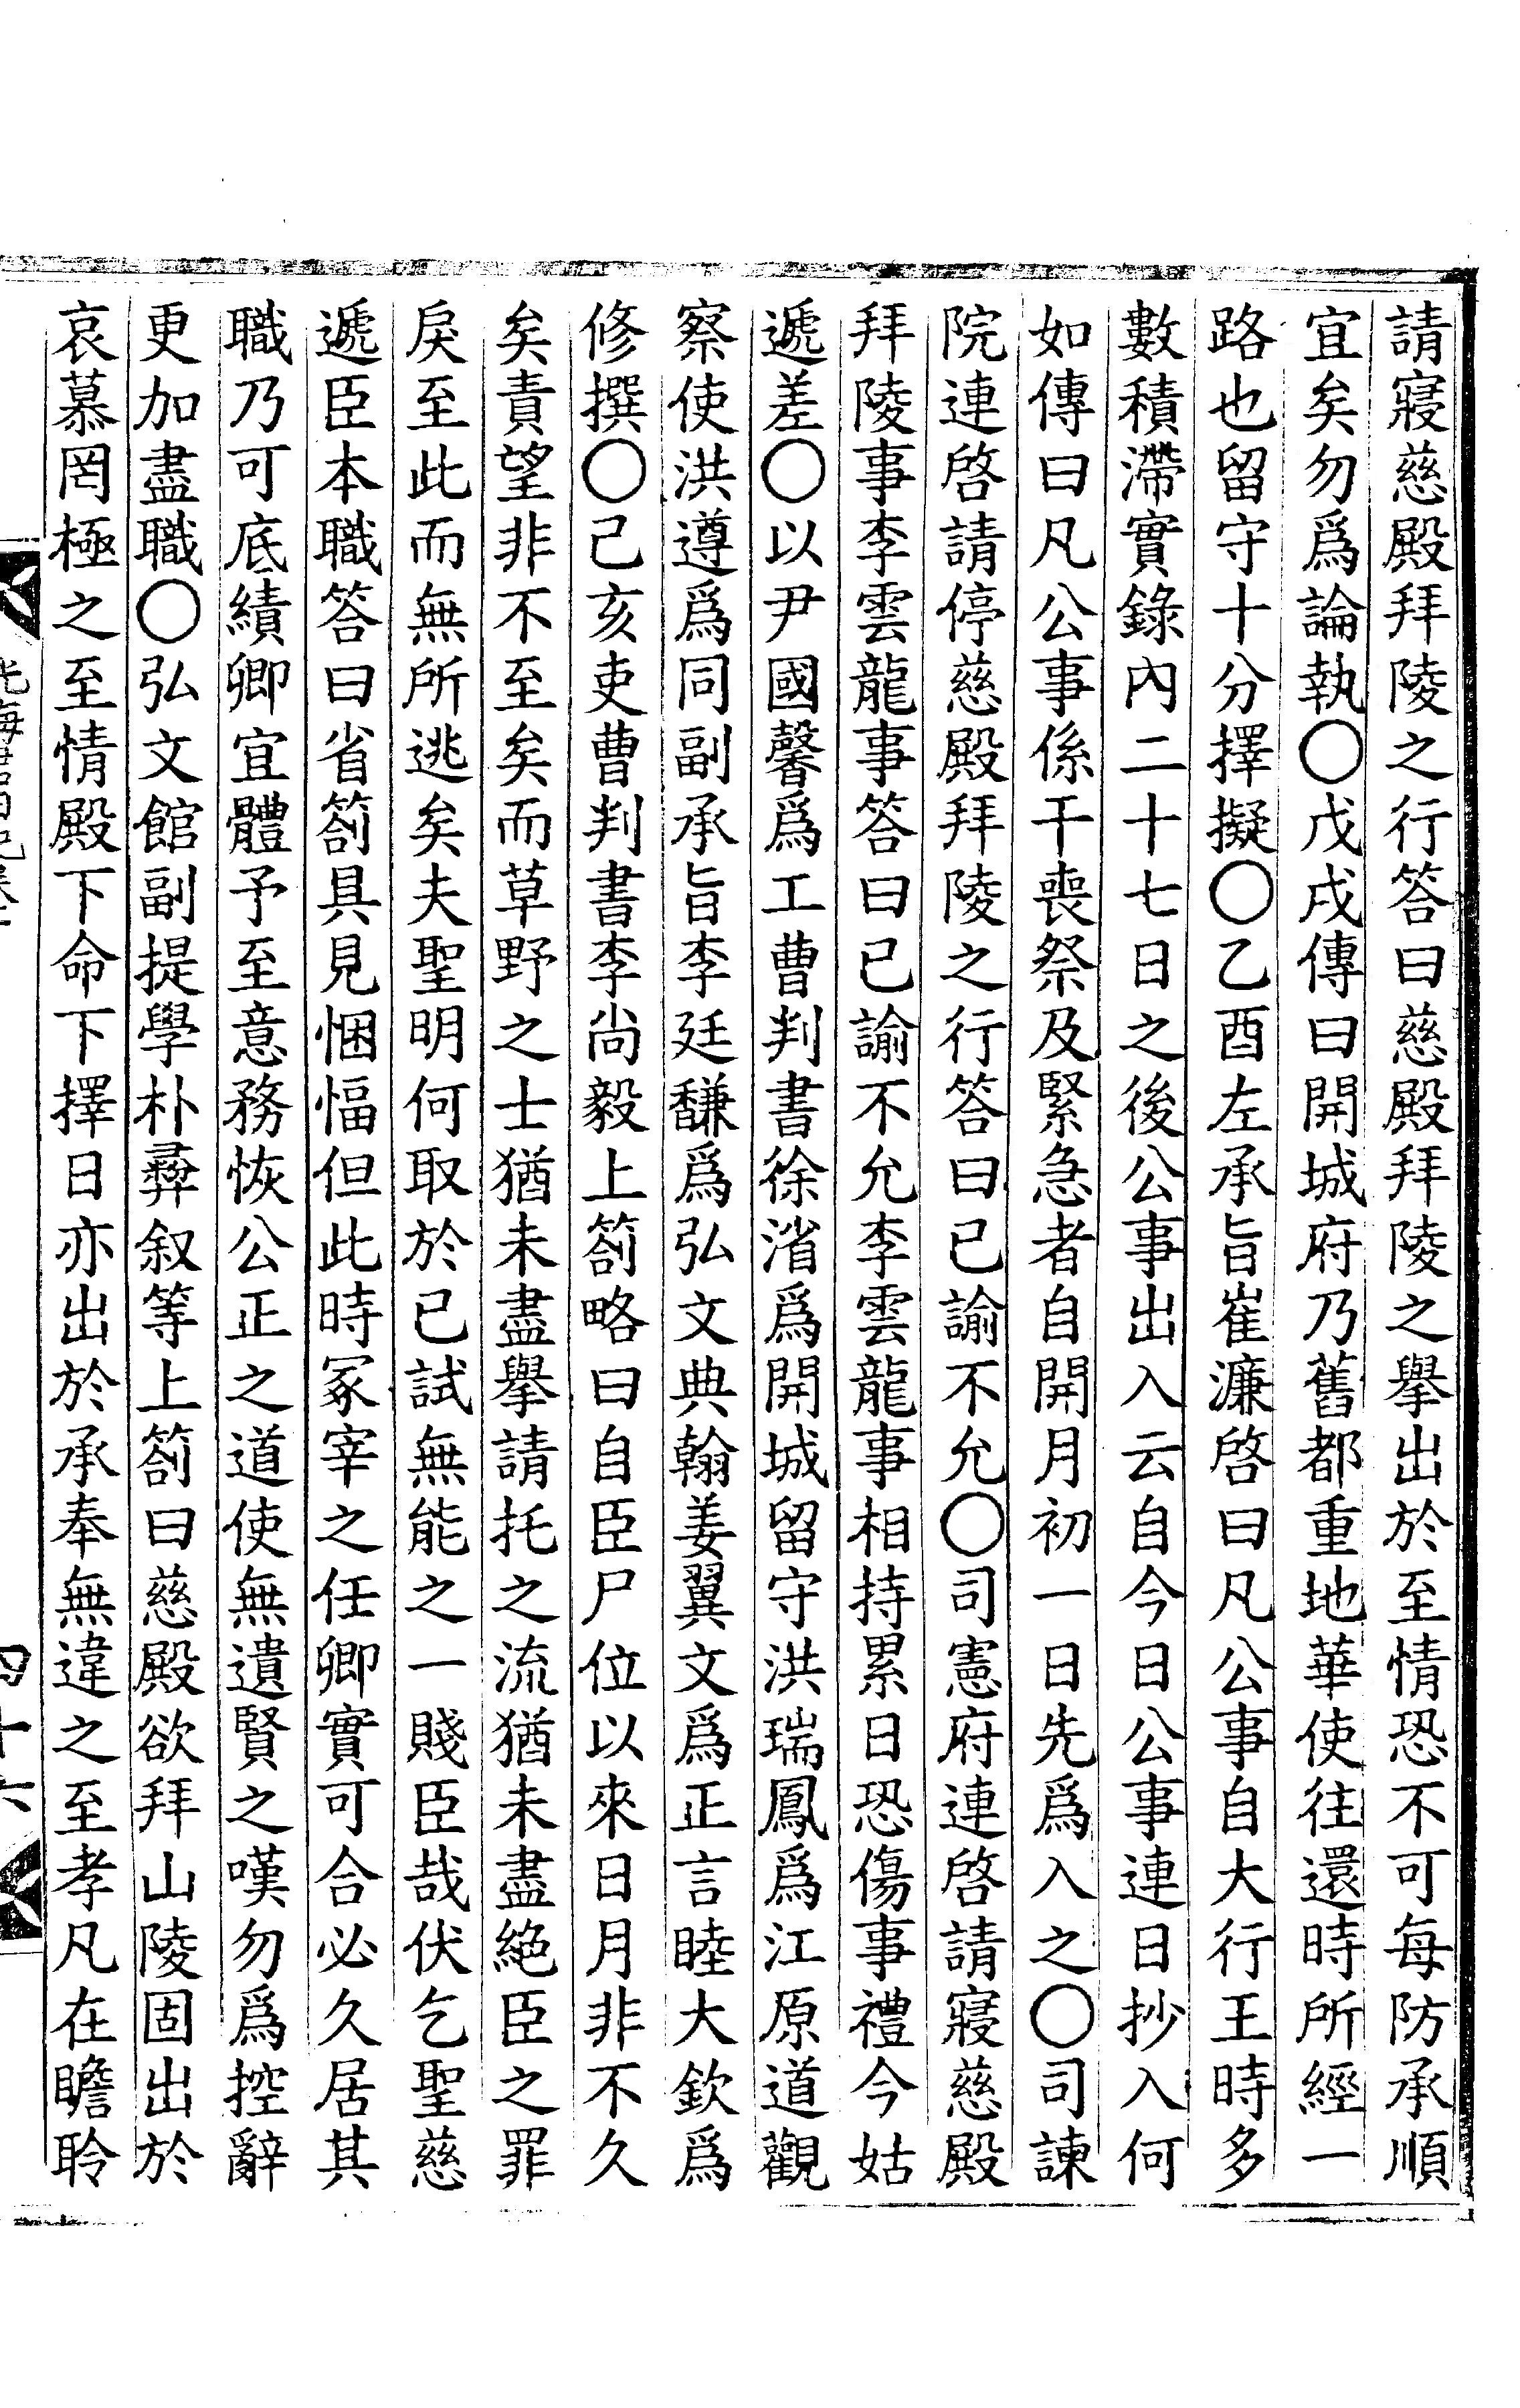 請寢慈殿拜陵之行答曰慈殿拜陵之擧出於至情恐不可每防承順
宜矣勿爲論執○戊戌傳曰開城府乃舊都重地華使往還時所經一
路也留守十分擇擬○乙酉左承旨崔濂啓曰凡公事自大行王時多
數積滯實錄內二十七日之後公事出入云自今日公事連日抄入何
如傳曰凡公事係干喪祭及緊急者自開月初一日先爲入之○司諫
院連啓請停慈殿拜陵之行答曰已諭不允○司憲府連啓請寢慈殿
拜陵事李雲龍事答曰已諭不允李雲龍事相持累日恐傷事禮今姑
遞差○以尹國馨爲工曹判書徐渻爲開城留守洪瑞鳳爲江原道觀
察使洪遵爲同副承旨李廷馦爲弘文典翰姜翼文爲正言睦大欽爲
修撰○己亥吏曹判書李尙毅上箚略曰自臣尸位以來日月非不久
矣責望非不至矣而草野之士猶未盡擧請托之流猶未盡絕臣之罪
戾至此而無所逃矣夫聖明何取於已試無能之一賤臣哉伏乞聖慈
遞臣本職答曰省箚具見悃愊但此時冢宰之任卿實可合必久居其
職乃可底績卿宜體予至意務恢公正之道使無遺賢之嘆勿爲控辭
更加盡職○弘文館副提學朴彛叙等上箚曰慈殿欲拜山陵固出於
哀慕罔極之至情殿下命下擇日亦出於承奉無違之至孝凡在瞻聆
四十六